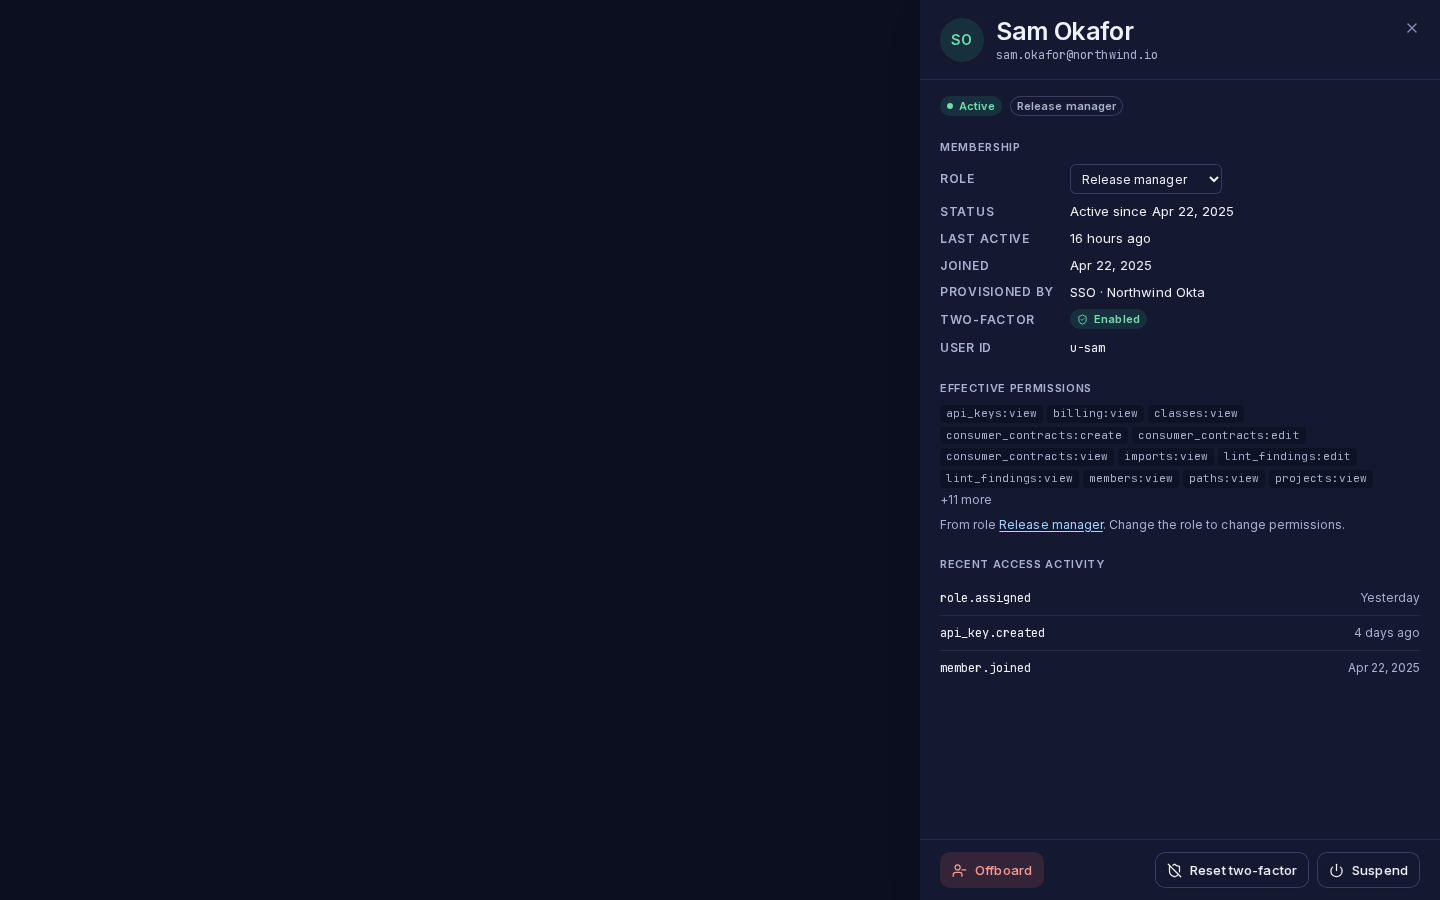 SO
Sam Okafor
sam.okafor@northwind.io
Active
Release manager
MEMBERSHIP
ROLE
Release manager
STATUS
Active since Apr 22, 2025
LAST ACTIVE
16 hours ago
JOINED
Apr 22, 2025
PROVISIONED BY
SSO · Northwind Okta
TWO-FACTOR
Enabled
USER ID
u-sam
EFFECTIVE PERMISSIONS
api_keys:view billing:view classes:view
consumer_contracts:create consumer_contracts:edit
consumer_contracts:view imports:view lint_findings:edit
lint_findings:view members:view paths:view projects:view
+11 more
From role Release manager. Change the role to change permissions.
RECENT ACCESS ACTIVITY
role.assigned Yesterday
api_key.created 4 days ago
member.joined Apr 22, 2025
Offboard
Reset two-factor
Suspend